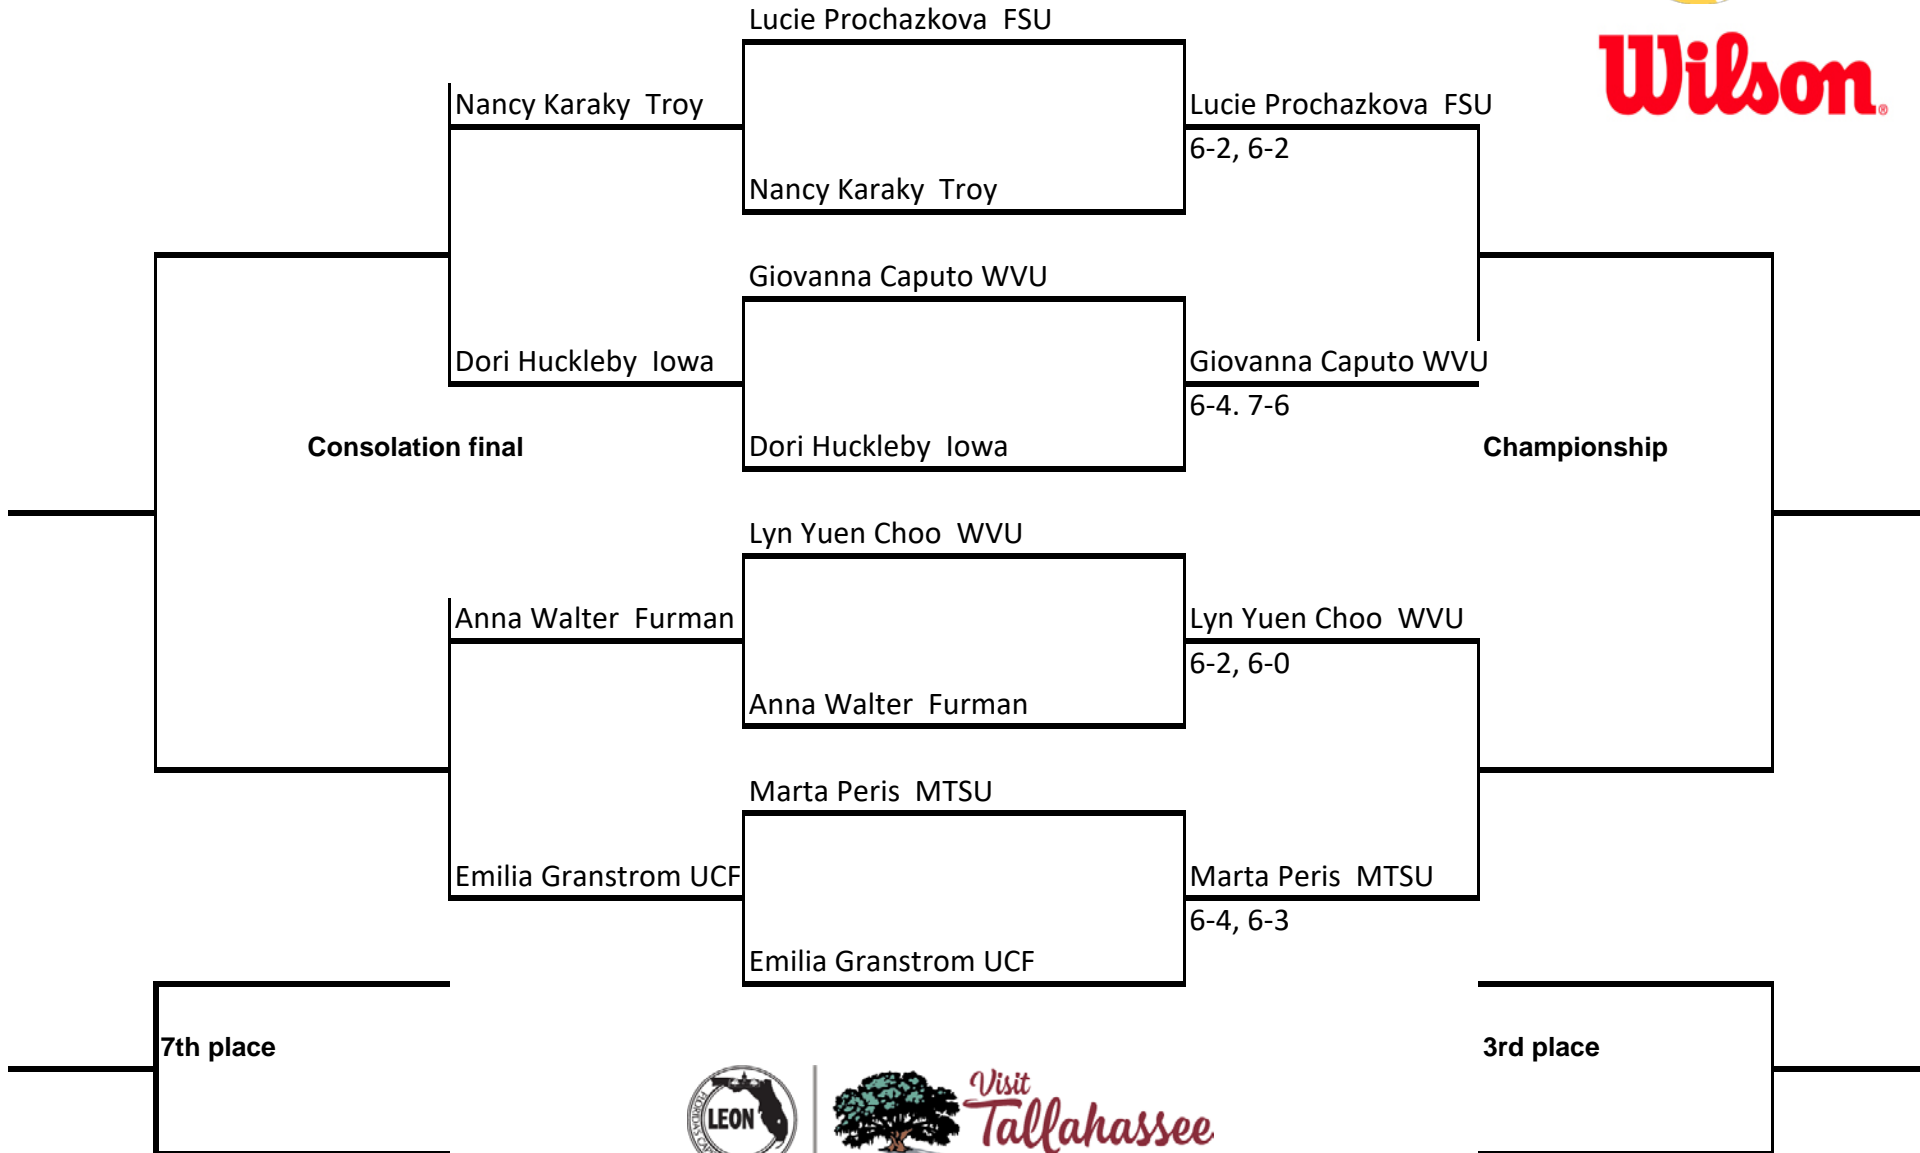 Lucie Prochazkova  FSU
Wilson
Nancy Karaky  Troy
Lucie Prochazkova  FSU
6-2, 6-2
Nancy Karaky  Troy
Giovanna Caputo WVU
Dori Huckleby  Iowa
Giovanna Caputo WVU
6-4. 7-6
Consolation final
Dori Huckleby  Iowa
Championship
Lyn Yuen Choo  WVU
Anna Walter  Furman
Lyn Yuen Choo  WVU
6-2, 6-0
Anna Walter  Furman
Marta Peris  MTSU
Emilia Granstrom UCF
Marta Peris  MTSU
6-4, 6-3
Emilia Granstrom UCF
7th place
3rd place
LEON
Visit
Tallahassee